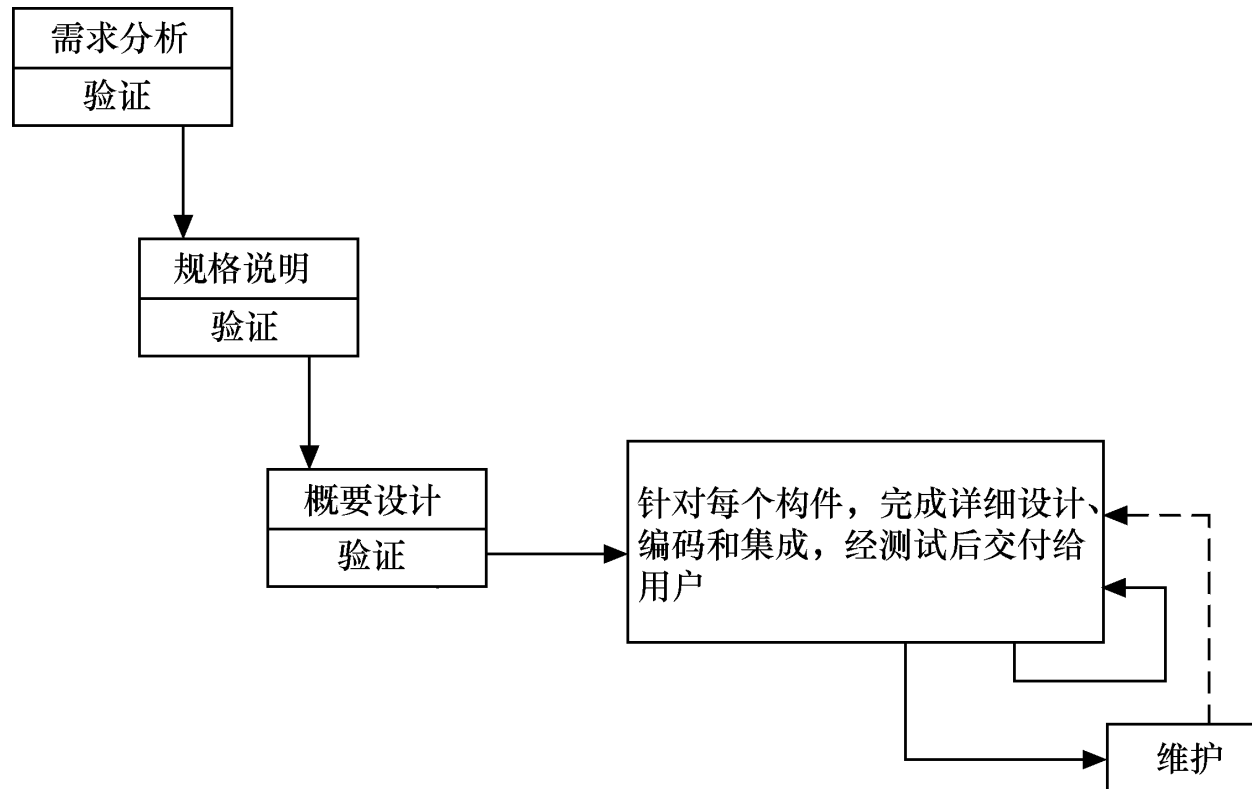 需求分析
验证
规格说明
验证
概要设计
验证
针对每个构件，完成详细设计、
编码和集成，经测试后交付给
用户
维护